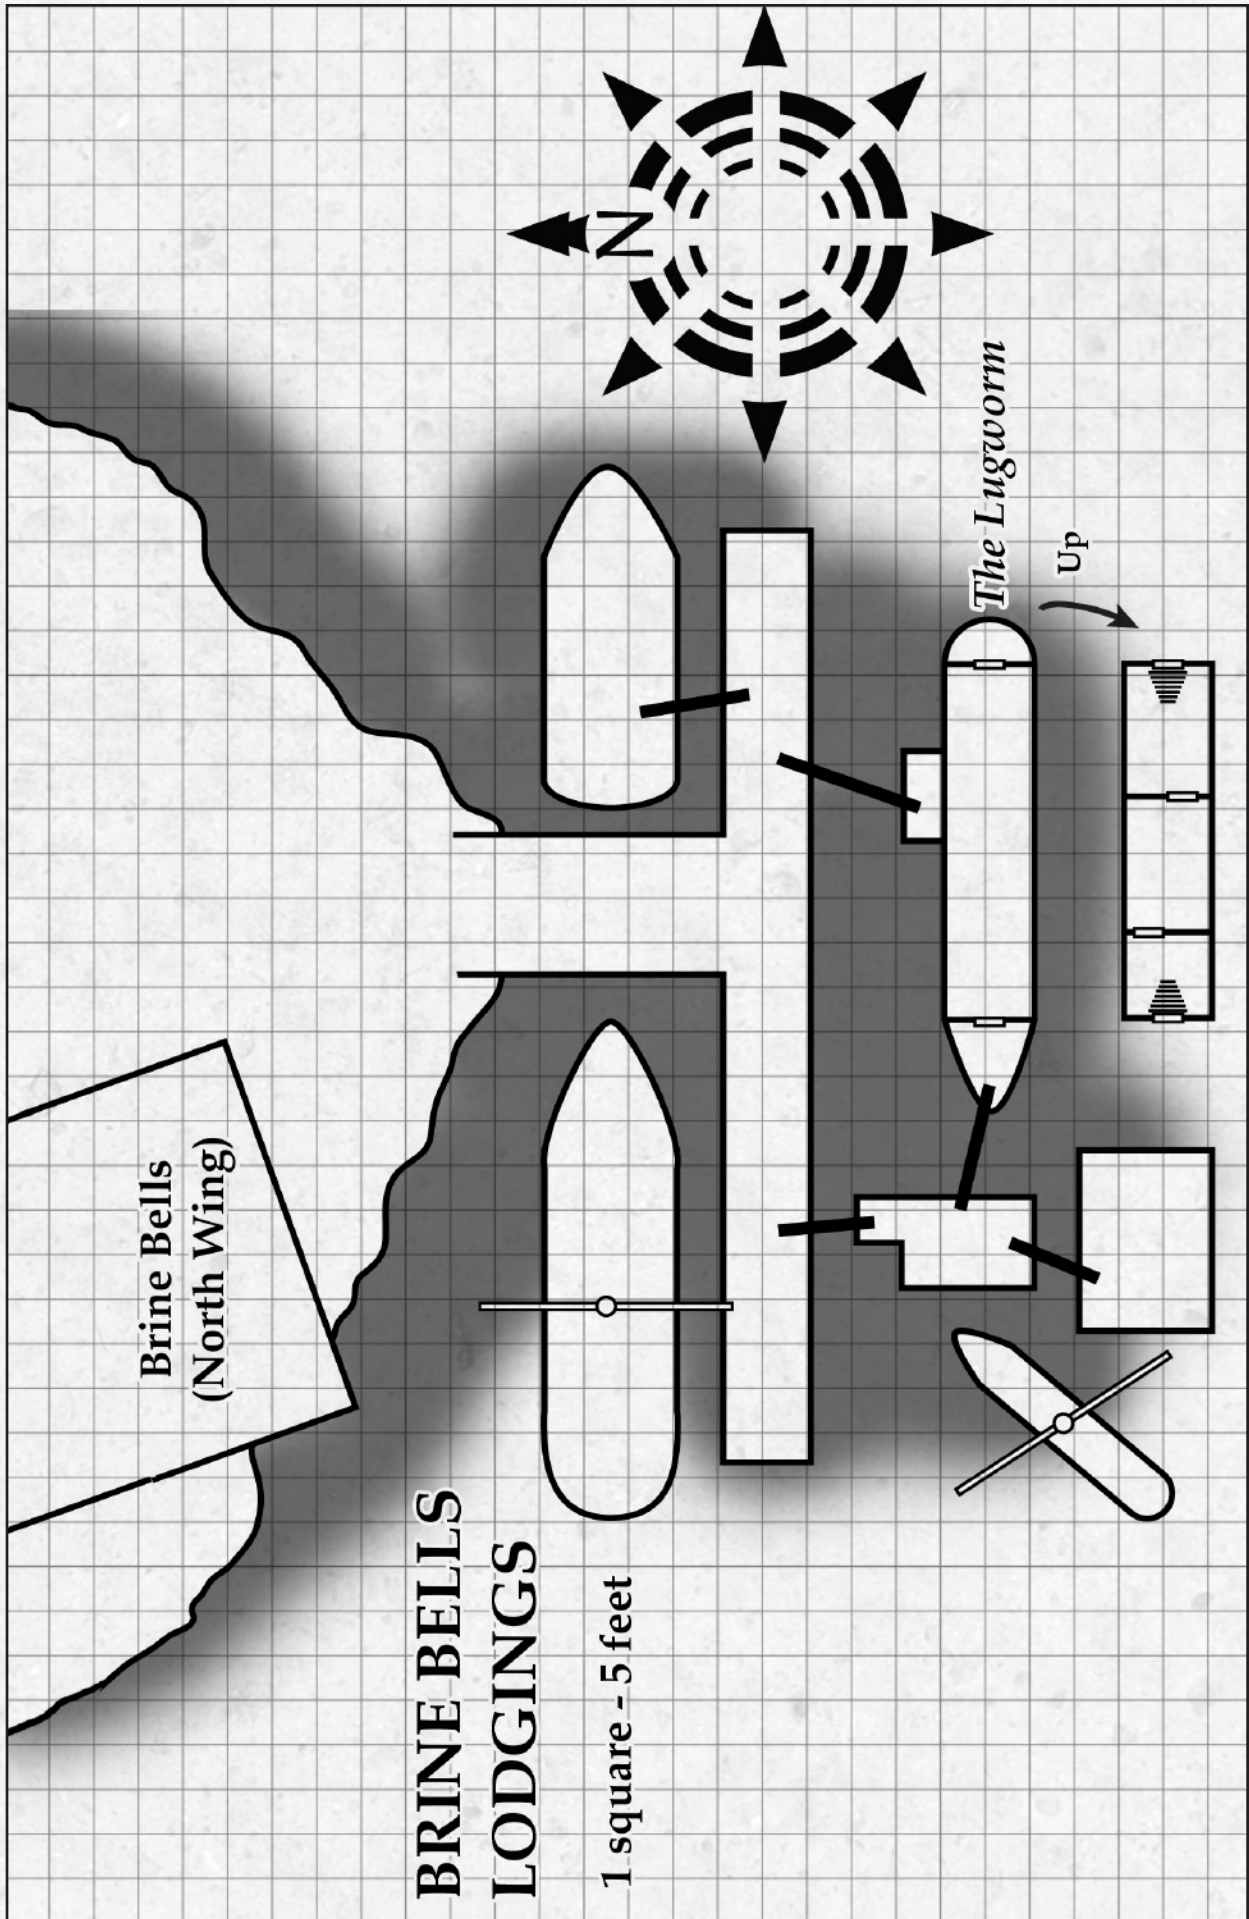 BRINE BELLS
LODGINGS
1 square - 5 feet
Brine Bells
(North Wing)
N
The Lugworm
Up